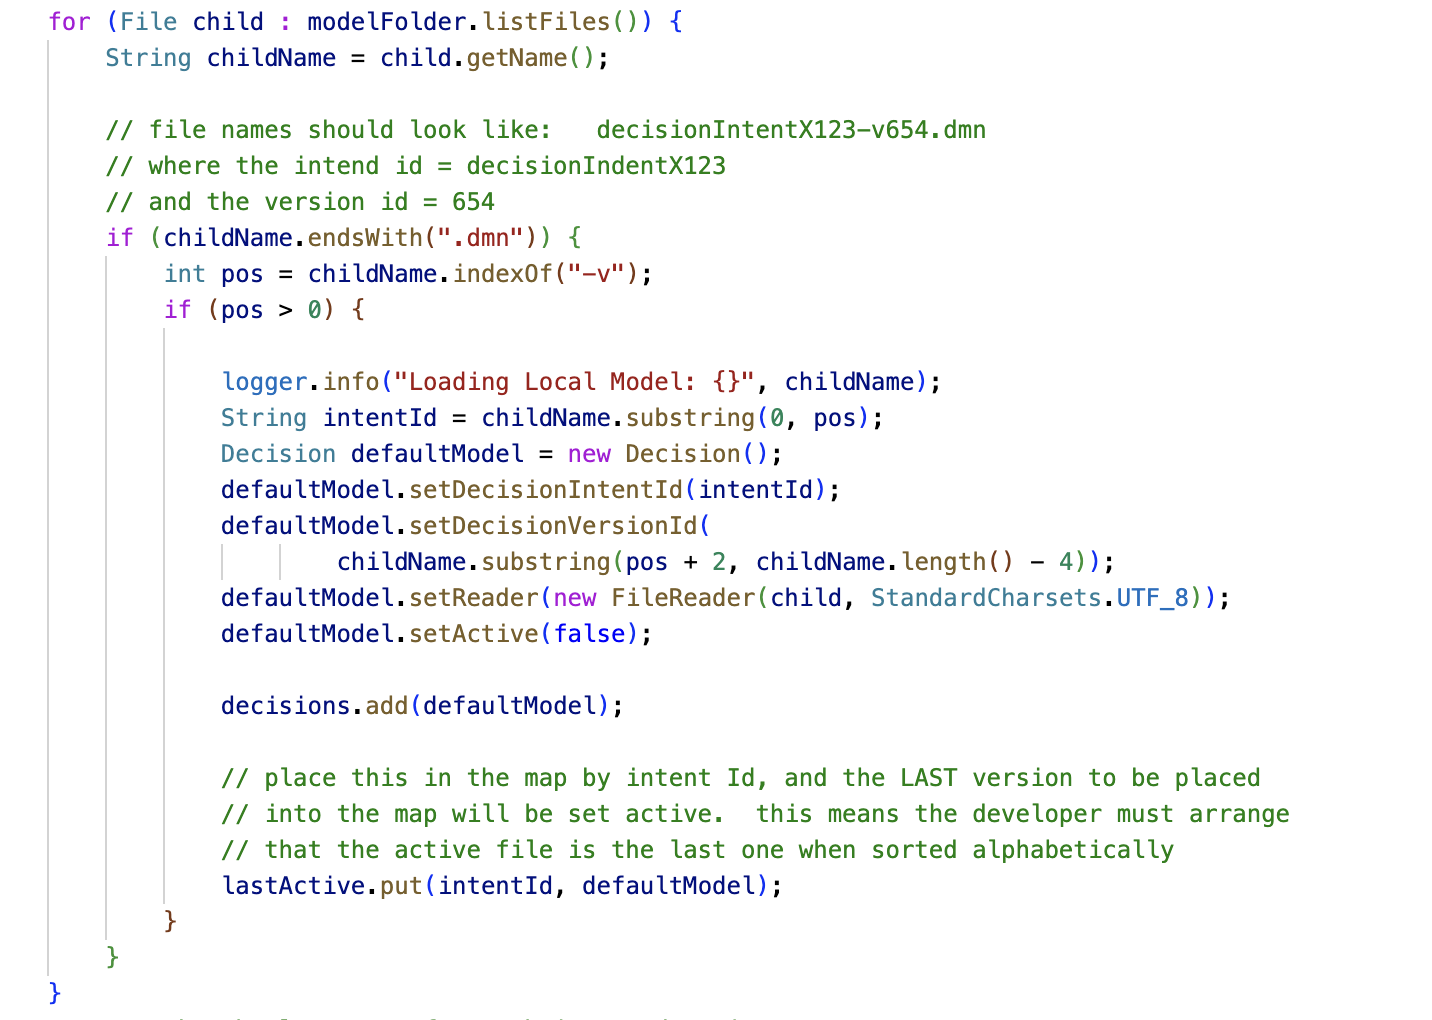 for (File child : modelFolder.listFiles()) {
String childName = child.getName();
// file names should look like:   decisionIntentX123-v654.dmn
// where the intend id = decisionIndentX123
// and the version id = 654
if (childName.endsWith(".dmn")) {
int pos = childName.indexOf("-v");
if (pos > 0) {
logger.info("Loading Local Model: {}", childName);
String intentId = childName.substring(0, pos);
Decision defaultModel = new Decision();
defaultModel.setDecisionIntentId(intentId);
defaultModel.setDecisionVersionId(
childName.substring(pos + 2, childName.length() - 4));
defaultModel.setReader(new FileReader(child, StandardCharsets.UTF_8));
defaultModel.setActive(false);
decisions.add(defaultModel);
// place this in the map by intent Id, and the LAST version to be placed
// into the map will be set active.  this means the developer must arrange
// that the active file is the last one when sorted alphabetically
lastActive.put(intentId, defaultModel);
}
}
}